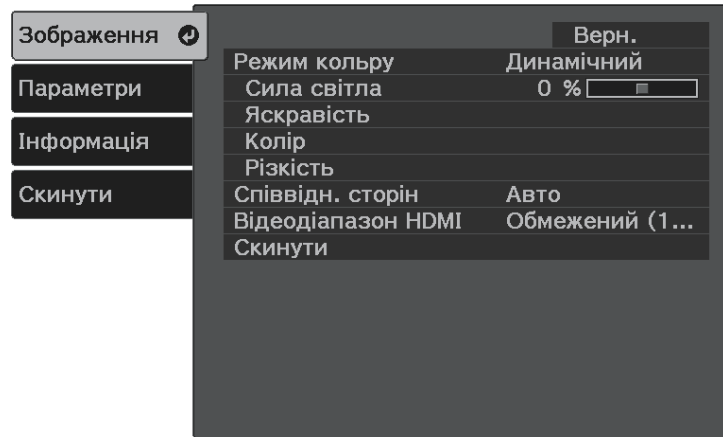 Зображення
Параметри
Інформація
Скинути
Верн.
Режим кольру Динамічний
Сила світла 0 %
Яскравість
Колір
Різкість
Співвідн. сторін Авто
Відеодіапазон HDMI Обмежений (1...
Скинути